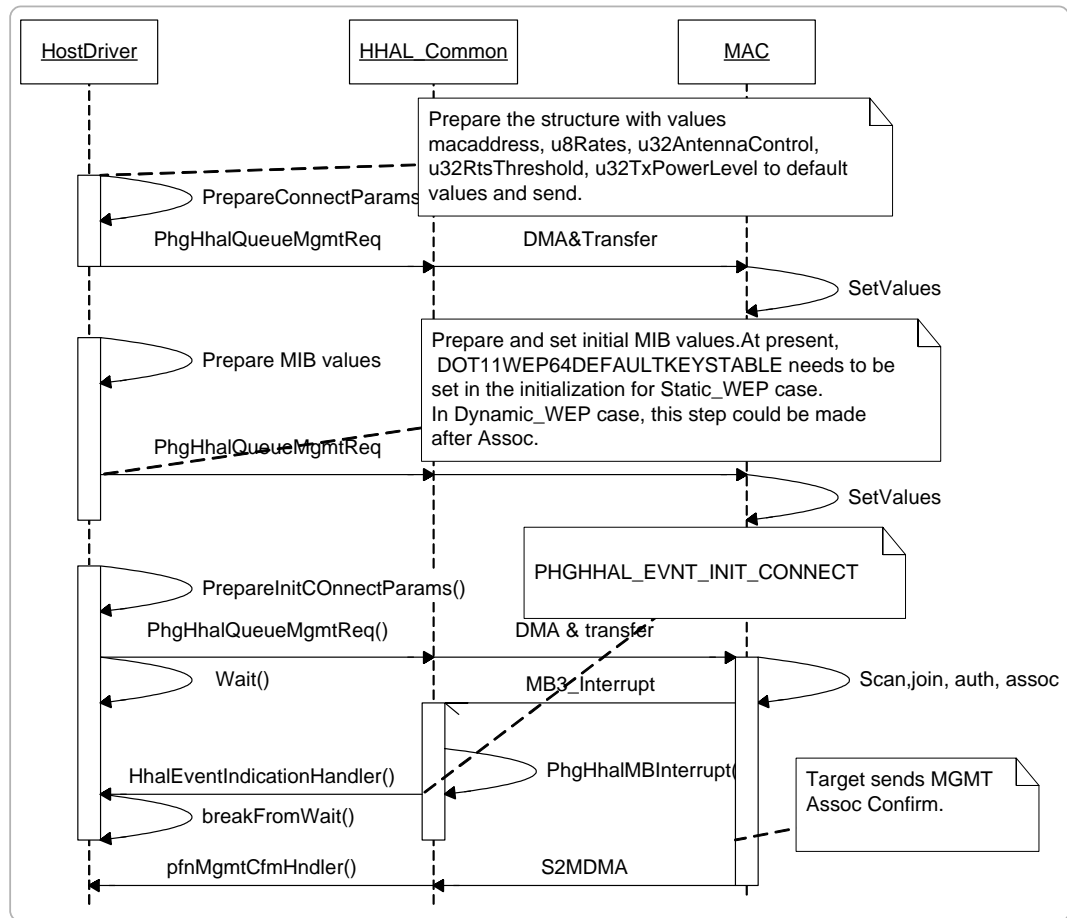 HostDriver
HHAL_Common
MAC
Prepare the structure with values
macaddress, u8Rates, u32AntennaControl,
u32RtsThreshold, u32TxPowerLevel to default
values and send.
PrepareConnectParams
PhgHhalQueueMgmtReq
DMA&Transfer
SetValues
Prepare and set initial MIB values.At present,
DOT11WEP64DEFAULTKEYSTABLE needs to be
set in the initialization for Static_WEP case.
In Dynamic_WEP case, this step could be made
after Assoc.
Prepare MIB values
PhgHhalQueueMgmtReq
SetValues
PHGHHAL_EVNT_INIT_CONNECT
PrepareInitCOnnectParams()
PhgHhalQueueMgmtReq()
DMA & transfer
Wait()
Scan,join, auth, assoc
MB3_Interrupt
PhgHhalMBInterrupt(
HhalEventIndicationHandler()
Target sends MGMT
Assoc Confirm.
breakFromWait()
pfnMgmtCfmHndler()
S2MDMA